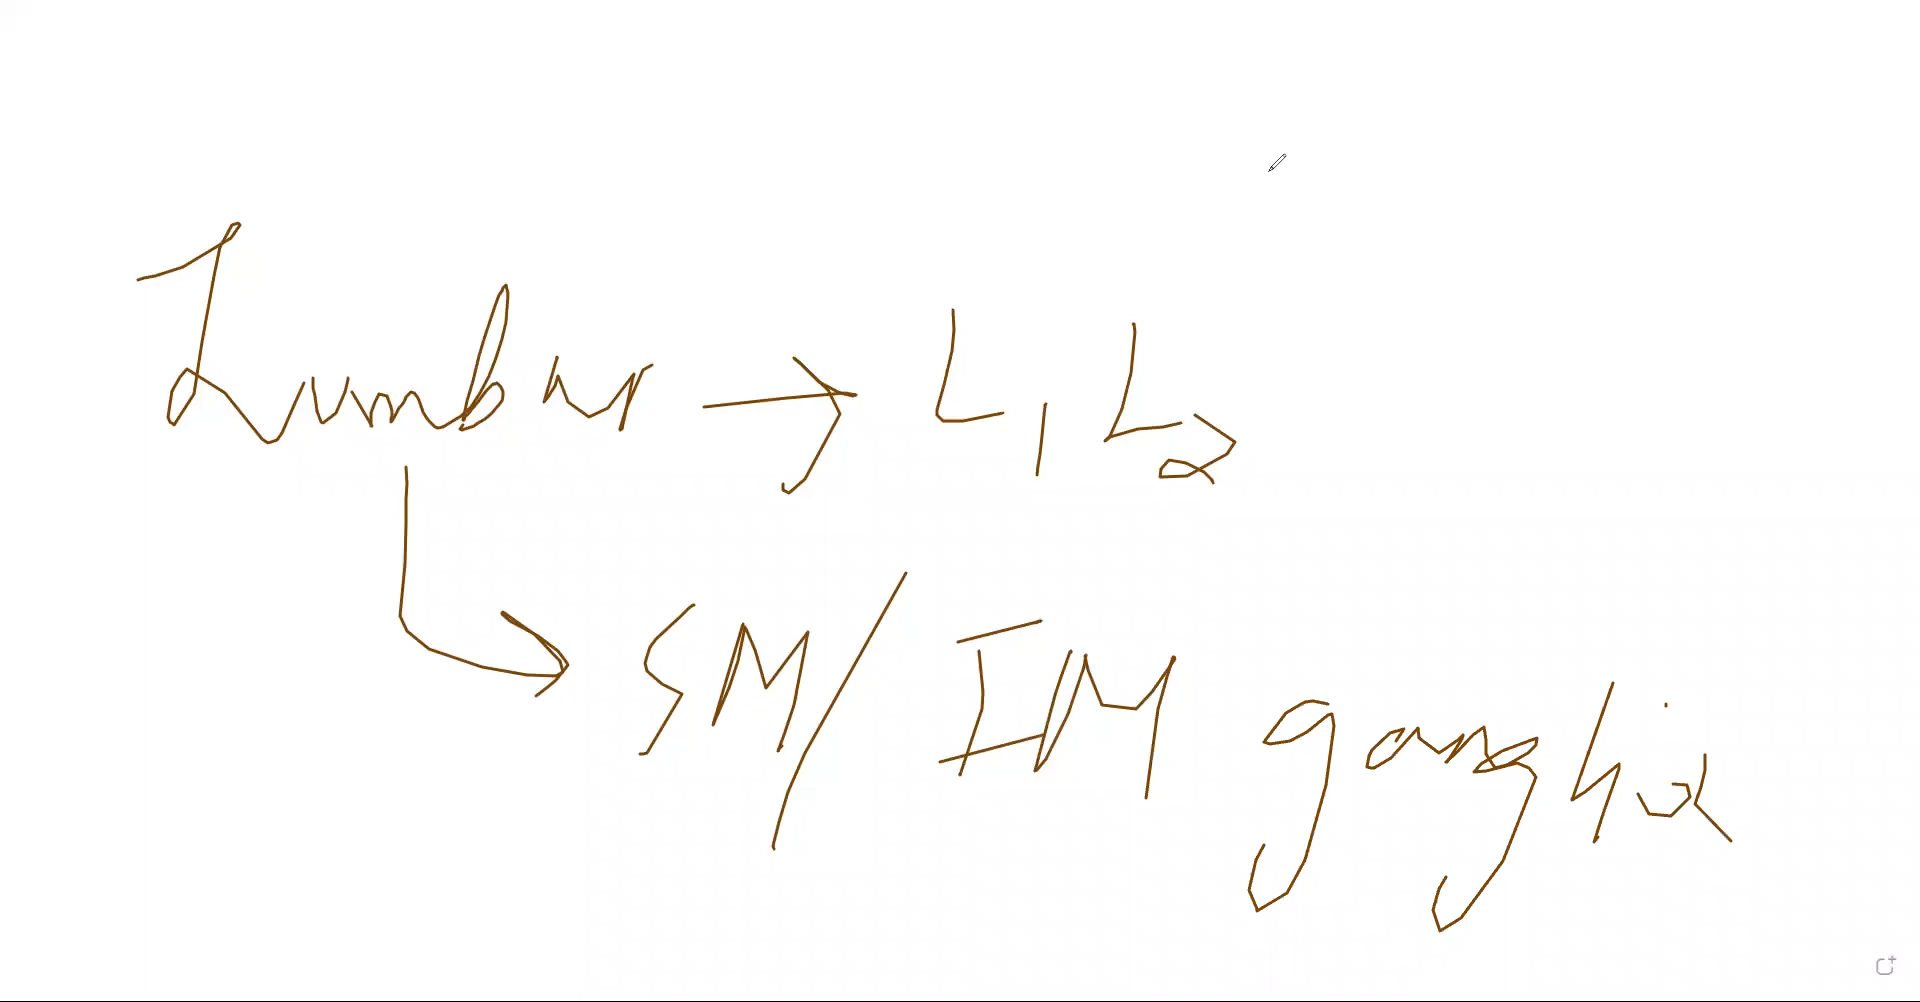 Lumbar → L1 L2
→ SM/ IM ganglia